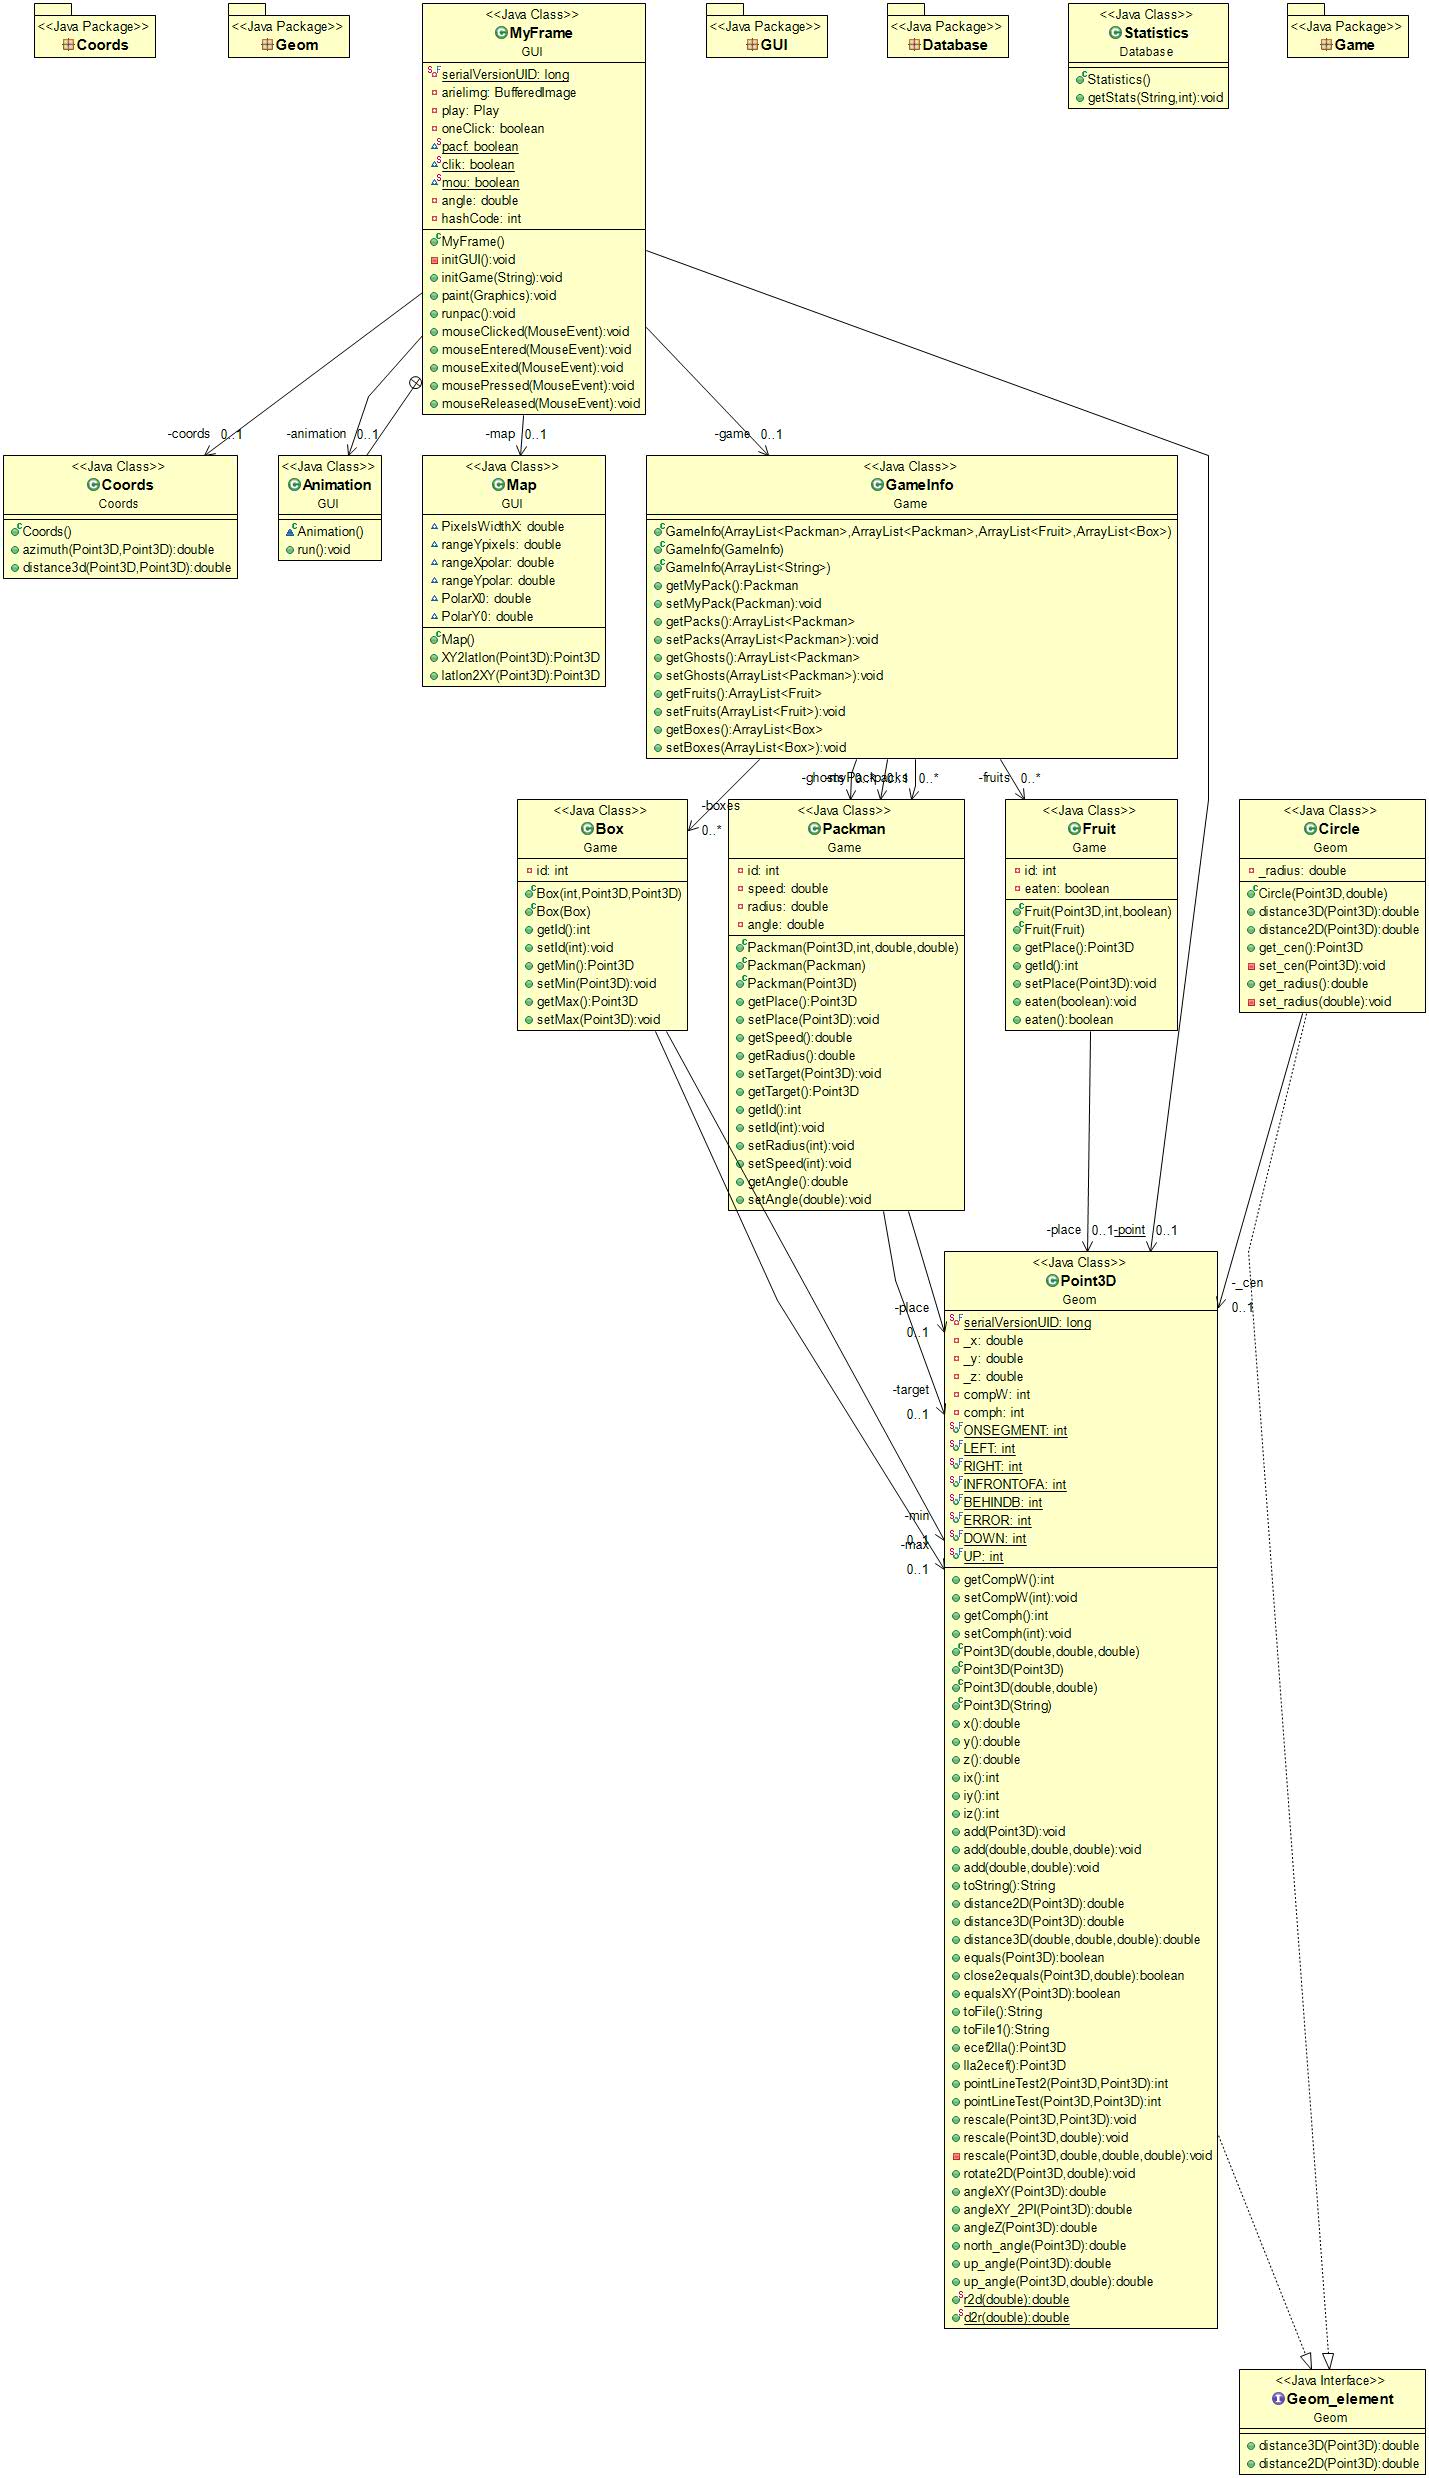 <<Java Package>>
Coords
<<Java Package>>
Geom
<<Java Class>>
MyFrame
GUI
serialVersionUID: long
arielimg: BufferedImage
play: Play
oneClick: boolean
pacf: boolean
clik: boolean
mou: boolean
angle: double
hashCode: int
MyFrame()
initGUI():void
initGame(String):void
paint(Graphics):void
runpac():void
mouseClicked(MouseEvent):void
mouseEntered(MouseEvent):void
mouseExited(MouseEvent):void
mousePressed(MouseEvent):void
mouseReleased(MouseEvent):void
<<Java Package>>
GUI
<<Java Package>>
Database
<<Java Class>>
Statistics
Database
Statistics()
getStats(String,int):void
<<Java Package>>
Game
-coords 0..1
-animation 0..1
-map 0..1
-game 0..1
<<Java Class>>
Coords
Coords
Coords()
azimuth(Point3D,Point3D):double
distance3d(Point3D,Point3D):double
<<Java Class>>
Animation
GUI
Animation()
run():void
<<Java Class>>
Map
GUI
PixelsWidthX: double
rangeYpixels: double
rangeXpolar: double
rangeYpolar: double
PolarX0: double
PolarY0: double
Map()
XY2latlon(Point3D):Point3D
latlon2XY(Point3D):Point3D
<<Java Class>>
GameInfo
Game
GameInfo(ArrayList<Packman>,ArrayList<Packman>,ArrayList<Fruit>,ArrayList<Box>)
GameInfo(GameInfo)
GameInfo(ArrayList<String>)
getMyPack():Packman
setMyPack(Packman):void
getPacks():ArrayList<Packman>
setPacks(ArrayList<Packman>):void
getGhosts():ArrayList<Packman>
setGhosts(ArrayList<Packman>):void
getFruits():ArrayList<Fruit>
setFruits(ArrayList<Fruit>):void
getBoxes():ArrayList<Box>
setBoxes(ArrayList<Box>):void
-boxes
0..*
-ghosts 0..*
-myPack 0..1
-packs 0..*
-fruits 0..*
<<Java Class>>
Box
Game
id: int
Box(int,Point3D,Point3D)
Box(Box)
getId():int
setId(int):void
getMin():Point3D
setMin(Point3D):void
getMax():Point3D
setMax(Point3D):void
<<Java Class>>
Packman
Game
id: int
speed: double
radius: double
angle: double
Packman(Point3D,int,double,double)
Packman(Packman)
Packman(Point3D)
getPlace():Point3D
setPlace(Point3D):void
getSpeed():double
getRadius():double
setTarget(Point3D):void
getTarget():Point3D
getId():int
setId(int):void
setRadius(int):void
setSpeed(int):void
getAngle():double
setAngle(double):void
<<Java Class>>
Fruit
Game
id: int
eaten: boolean
Fruit(Point3D,int,boolean)
Fruit(Fruit)
getPlace():Point3D
getId():int
setPlace(Point3D):void
eaten(boolean):void
eaten():boolean
<<Java Class>>
Circle
Geom
_radius: double
Circle(Point3D,double)
distance3D(Point3D):double
distance2D(Point3D):double
get_cen():Point3D
set_cen(Point3D):void
get_radius():double
set_radius(double):void
-place 0..1
-point 0..1
-_cen
0..1
-place
0..1
-target
0..1
-min
0..1
-max
0..1
<<Java Class>>
Point3D
Geom
serialVersionUID: long
_x: double
_y: double
_z: double
compW: int
comph: int
ONSEGMENT: int
LEFT: int
RIGHT: int
INFRONTOFA: int
BEHINDB: int
ERROR: int
DOWN: int
UP: int
getCompW():int
setCompW(int):void
getComph():int
setComph(int):void
Point3D(double,double,double)
Point3D(Point3D)
Point3D(double,double)
Point3D(String)
x():double
y():double
z():double
ix():int
iy():int
iz():int
add(Point3D):void
add(double,double,double):void
add(double,double):void
toString():String
distance2D(Point3D):double
distance3D(Point3D):double
distance3D(double,double,double):double
equals(Point3D):boolean
close2equals(Point3D,double):boolean
equalsXY(Point3D):boolean
toFile():String
toFile1():String
ecef2lla():Point3D
lla2ecef():Point3D
pointLineTest2(Point3D,Point3D):int
pointLineTest(Point3D,Point3D):int
rescale(Point3D,Point3D):void
rescale(Point3D,double):void
rescale(Point3D,double,double,double):void
rotate2D(Point3D,double):void
angleXY(Point3D):double
angleXY_2PI(Point3D):double
angleZ(Point3D):double
north_angle(Point3D):double
up_angle(Point3D):double
up_angle(Point3D,double):double
r2d(double):double
d2r(double):double
<<Java Interface>>
Geom_element
Geom
distance3D(Point3D):double
distance2D(Point3D):double